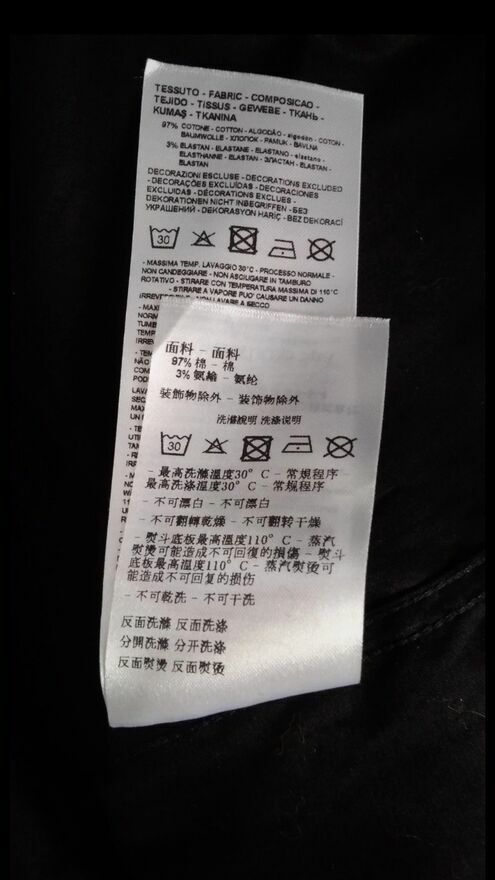 TESSUTO - FABRIC - COMPOSICAO -
TEJIDO - TISSUS - GEWEBE - ТКАНЬ -
KUMAŞ - TKANINA
97% COTONE - COTTON - ALGODÃO - algodon - COTON -
BAUMWOLLE - ХЛОПОК - PAMUK - BAVLNA
3% ELASTAN - ELASTANE - ELASTANO - elastano -
ELASTHANNE - ELASTAN - ЭЛАСТАН - ELASTAN -
ELASTAN
DECORAZIONI ESCLUSE - DECORATIONS EXCLUDED
- DECORAÇÕES EXCLUÍDAS - DECORACIONES
EXCLUIDAS - DÉCORATIONS EXCLUES -
DEKORATIONEN NICHT INBEGRIFFEN - БЕЗ
УКРАШЕНИЙ - DEKORASYON HARIÇ - BEZ DEKORACÍ
30
- MASSIMA TEMP. LAVAGGIO 30°C - PROCESSO NORMALE -
NON CANDEGGIARE - NON ASCIUGARE IN TAMBURO
ROTATIVO - STIRARE CON TEMPERATURA MASSIMA DI 110°C
- STIRARE A VAPORE PUO' CAUSARE UN DANNO
IRREVERSIBILE - NON LAVARE A SECCO
面料 - 面料
97% 棉 - 棉
3% 氨綸 - 氨纶
装飾物除外 - 装饰物除外
洗滌說明 洗涤说明
30
- 最高洗滌溫度30° C - 常規程序 -
最高洗涤温度30° C - 常规程序
- 不可漂白 - 不可漂白
- 不可翻轉乾燥 - 不可翻转干燥
- 熨斗底板最高溫度110° C - 蒸汽
熨燙可能造成不可回復的損傷 - 熨斗
底板最高温度110° C - 蒸汽熨烫可
能造成不可回复的损伤
- 不可乾洗 - 不可干洗
反面洗滌 反面洗涤
分開洗滌 分开洗涤
反面熨燙 反面熨烫